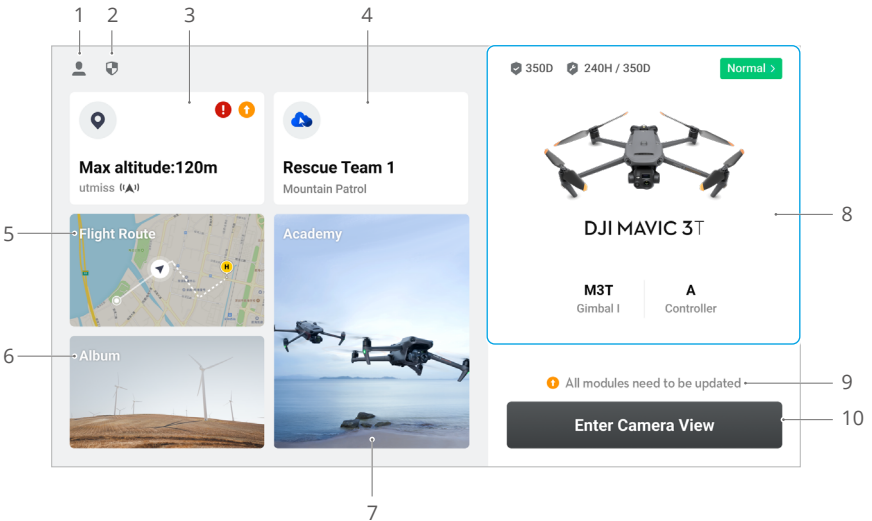 1 2 3 4
350D 240H / 350D Normal >
Max altitude:120m
utmiss
Rescue Team 1
Mountain Patrol
5
Flight Route
H
Academy
DJI MAVIC 3T
8
M3T
Gimbal I
A
Controller
6
Album
All modules need to be updated
9
Enter Camera View
10
7